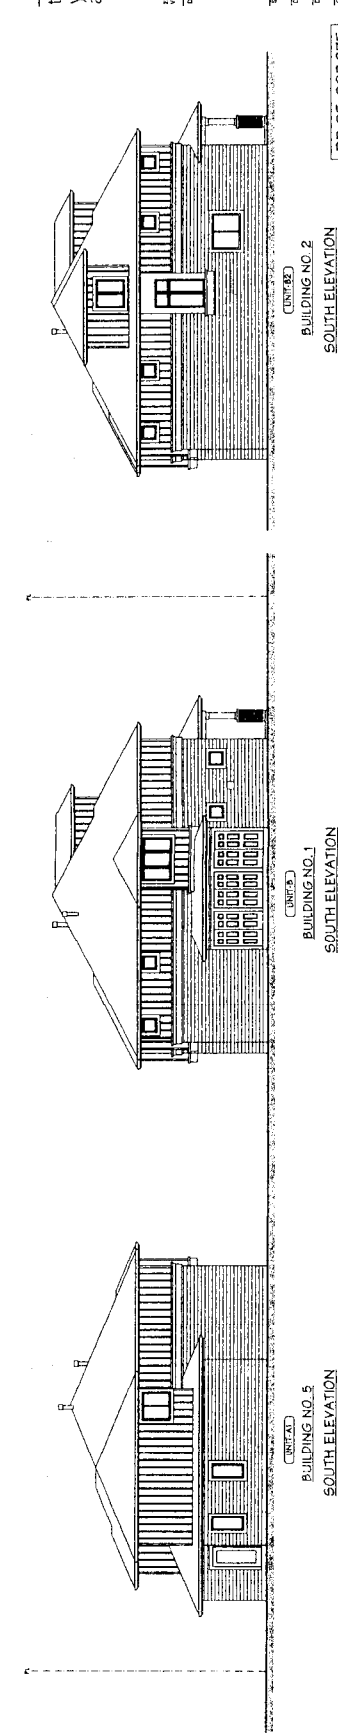 UNIT-A1
BUILDING NO. 5
SOUTH ELEVATION
UNIT-B
BUILDING NO. 1
SOUTH ELEVATION
UNIT-B2
BUILDING NO. 2
SOUTH ELEVATION